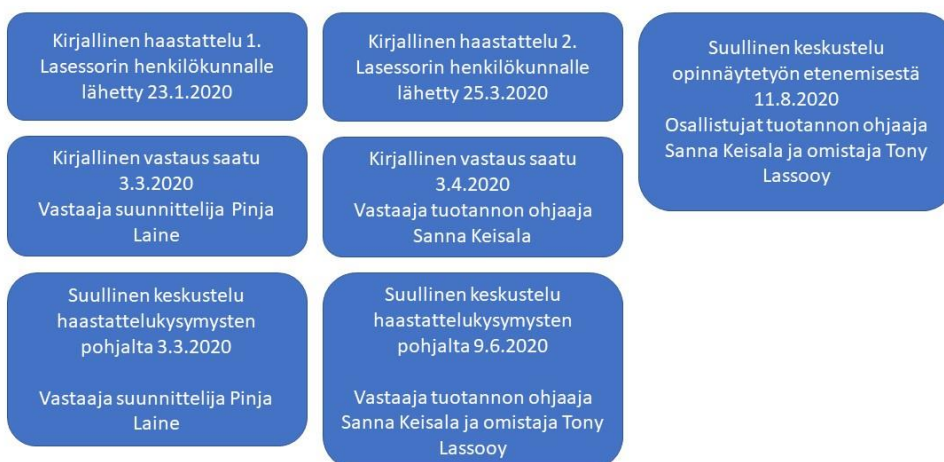 Kirjallinen haastattelu 1.
Lasessorin henkilökunnalle
lähetty 23.1.2020
Kirjallinen vastaus saatu
3.3.2020
Vastaaja suunnittelija Pinja
Laine
Suullinen keskustelu
haastattelukysymysten
pohjalta 3.3.2020
Vastaaja suunnittelija Pinja
Laine
Kirjallinen haastattelu 2.
Lasessorin henkilökunnalle
lähetty 25.3.2020
Kirjallinen vastaus saatu
3.4.2020
Vastaaja tuotannon ohjaaja
Sanna Keisala
Suullinen keskustelu
haastattelukysymysten
pohjalta 9.6.2020
Vastaaja tuotannon ohjaaja
Sanna Keisala ja omistaja Tony
Lassooy
Suullinen keskustelu
opinnäytetyön etenemisestä
11.8.2020
Osallistujat tuotannon ohjaaja
Sanna Keisala ja omistaja Tony
Lassooy